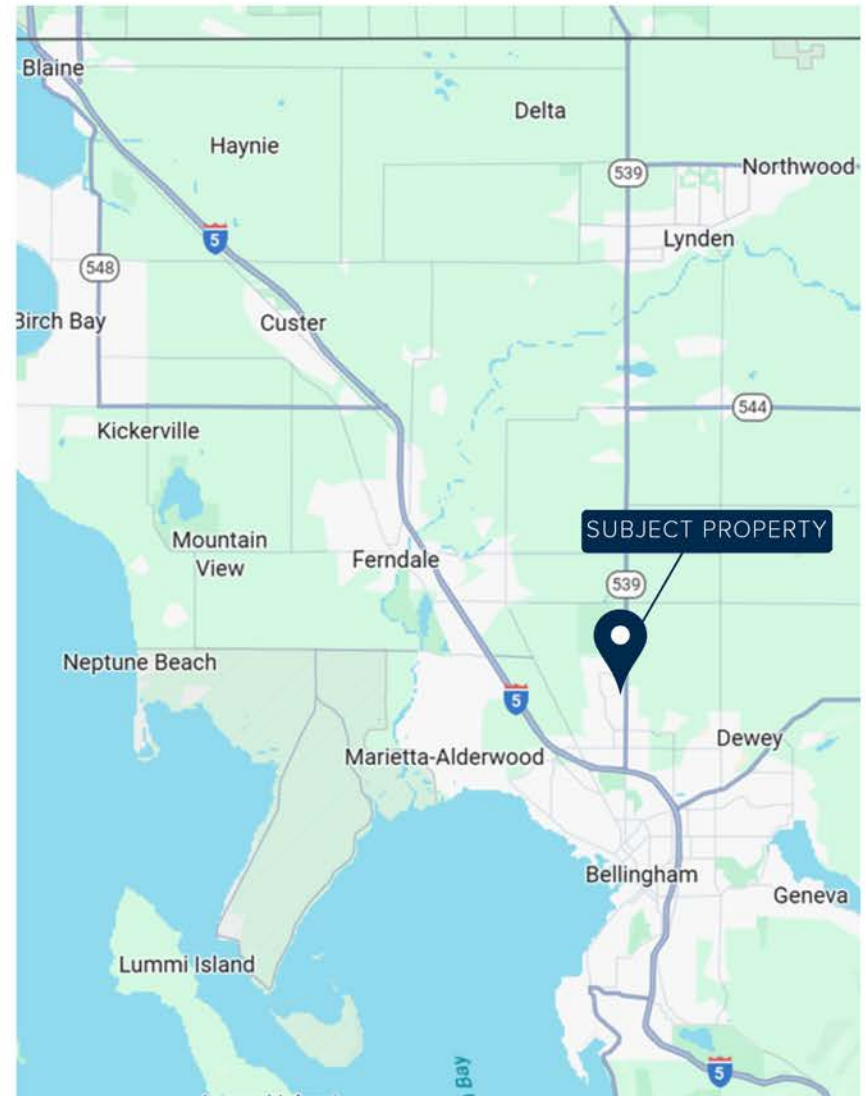 Blaine
Delta
Haynie
539
Northwood
5
Lynden
548
Birch Bay
Custer
544
Kickerville
SUBJECT PROPERTY
Mountain
View
Ferndale
539
Neptune Beach
5
Dewey
Marietta-Alderwood
Bellingham
Geneva
Lummi Island
Bay
5